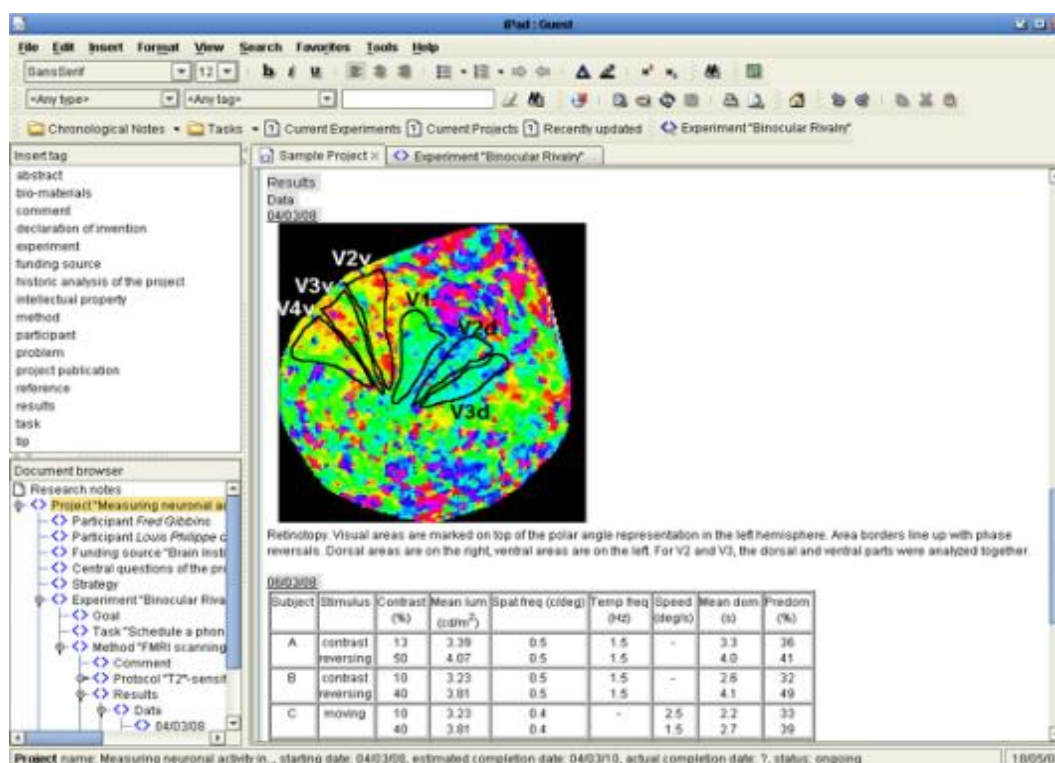 iPad : Guest
File Edit Insert Format View Search Favorites Tools Help
SansSerif 12 b i u
<Any type> <Any tag>
Chronological Notes Tasks Current Experiments Current Projects Recently updated Experiment "Binocular Rivalry"
Insert tag
abstract
bio-materials
comment
declaration of invention
experiment
funding source
historic analysis of the project
intellectual property
method
participant
problem
project publication
reference
results
task
tip
Document browser
Research notes
Project "Measuring neuronal a
Participant Fred Gibbins
Participant Louis Philippe
Funding source "Brain Insti
Central questions of the pr
Strategy
Experiment "Binocular Riva
Goal
Task "Schedule a phon
Method "FMRI scanning
Comment
Protocol "T2"-sensit
Results
Data
04/03/08
Sample Project × Experiment "Binocular Rivalry"
Results
Data
04/03/08
V2v
V3v
V4v
V1
V2d
V3d
Retinotopy. Visual areas are marked on top of the polar angle representation in the left hemisphere. Area borders line up with phase
reversals. Dorsal areas are on the right, ventral areas are on the left. For V2 and V3, the dorsal and ventral parts were analyzed together.
06/03/08
Subject Stimulus Contrast (%) Mean lum (cd/m²) Spat freq (c/deg) Temp freq (Hz) Speed (deg/s) Mean dom (s) Predom (%)
A contrast 13 3.39 0.5 1.5 - 3.3 36
reversing 50 4.07 0.5 1.5 4.0 41
B contrast 10 3.23 0.5 1.5 - 2.6 32
reversing 40 3.81 0.5 1.5 4.1 49
C moving 10 3.23 0.4 - 2.5 2.2 33
40 3.81 0.4 1.5 2.7 39
Project name: Measuring neuronal activity in..., starting date: 04/03/08, estimated completion date: 04/03/10, actual completion date: ?, status: ongoing 18/05/0